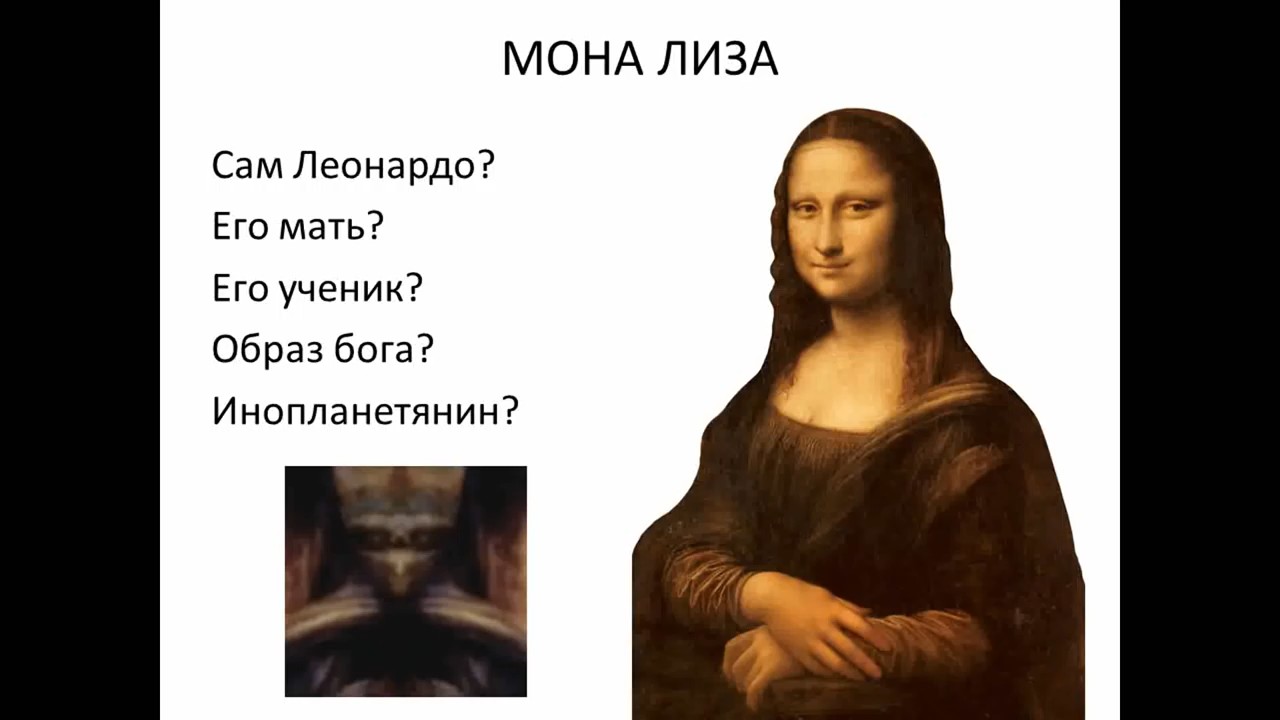 МОНА ЛИЗА
Сам Леонардо?
Его мать?
Его ученик?
Образ бога?
Инопланетянин?